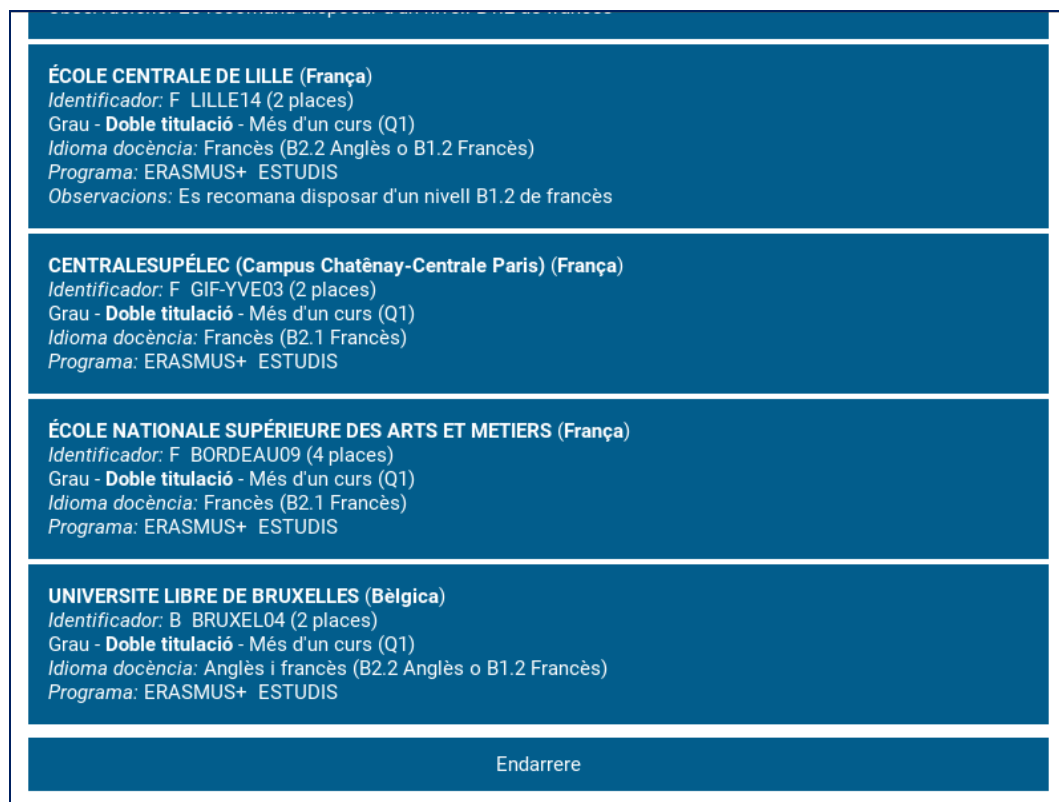 ÉCOLE CENTRALE DE LILLE (França)
Identificador: F LILLE14 (2 places)
Grau - Doble titulació - Més d'un curs (Q1)
Idioma docència: Francès (B2.2 Anglès o B1.2 Francès)
Programa: ERASMUS+ ESTUDIS
Observacions: Es recomana disposar d'un nivell B1.2 de francès
CENTRALESUPÉLEC (Campus Chatênay-Centrale Paris) (França)
Identificador: F GIF-YVE03 (2 places)
Grau - Doble titulació - Més d'un curs (Q1)
Idioma docència: Francès (B2.1 Francès)
Programa: ERASMUS+ ESTUDIS
ÉCOLE NATIONALE SUPÉRIEURE DES ARTS ET METIERS (França)
Identificador: F BORDEAU09 (4 places)
Grau - Doble titulació - Més d'un curs (Q1)
Idioma docència: Francès (B2.1 Francès)
Programa: ERASMUS+ ESTUDIS
UNIVERSITE LIBRE DE BRUXELLES (Bèlgica)
Identificador: B BRUXEL04 (2 places)
Grau - Doble titulació - Més d'un curs (Q1)
Idioma docència: Anglès i francès (B2.2 Anglès o B1.2 Francès)
Programa: ERASMUS+ ESTUDIS
Endarrere